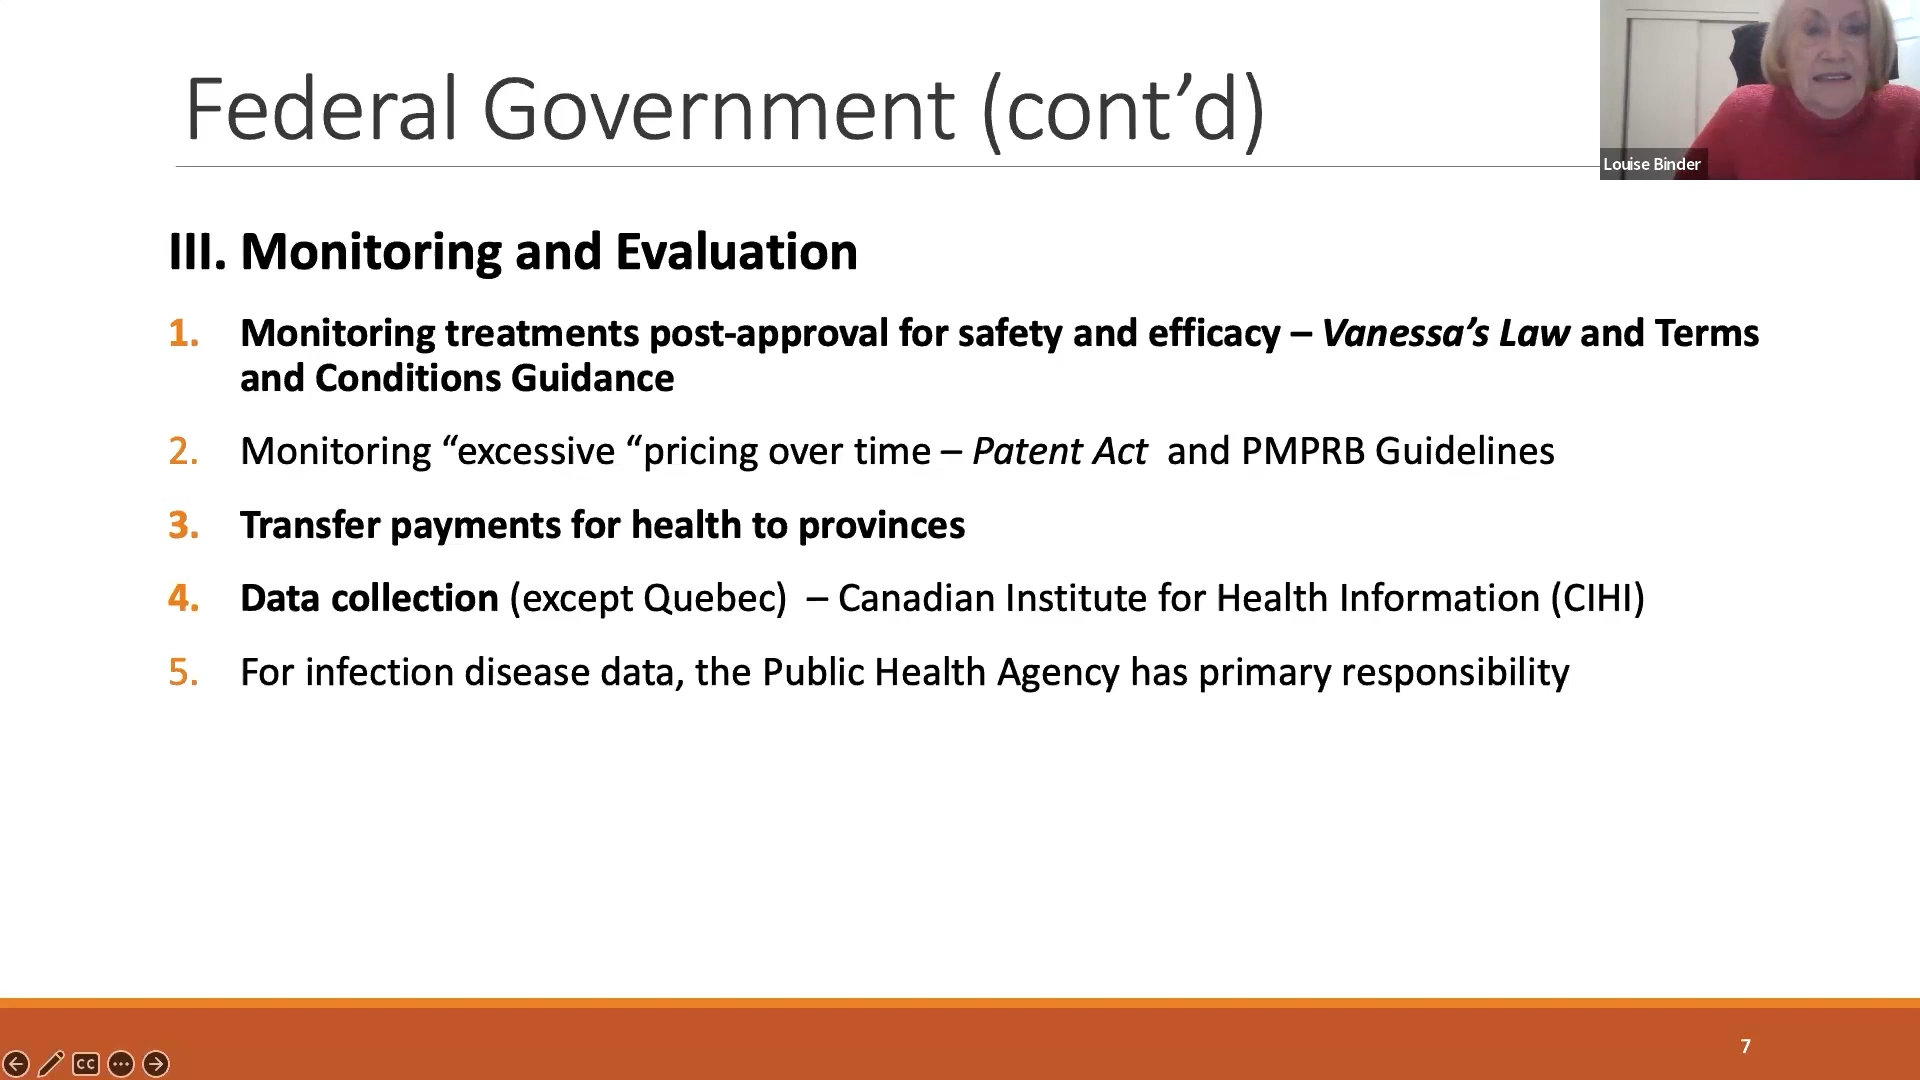 Federal Government (cont’d)
Louise Binder
III. Monitoring and Evaluation
1. Monitoring treatments post-approval for safety and efficacy – Vanessa’s Law and Terms
and Conditions Guidance
2. Monitoring “excessive “pricing over time – Patent Act and PMPRB Guidelines
3. Transfer payments for health to provinces
4. Data collection (except Quebec) – Canadian Institute for Health Information (CIHI)
5. For infection disease data, the Public Health Agency has primary responsibility
7
CC